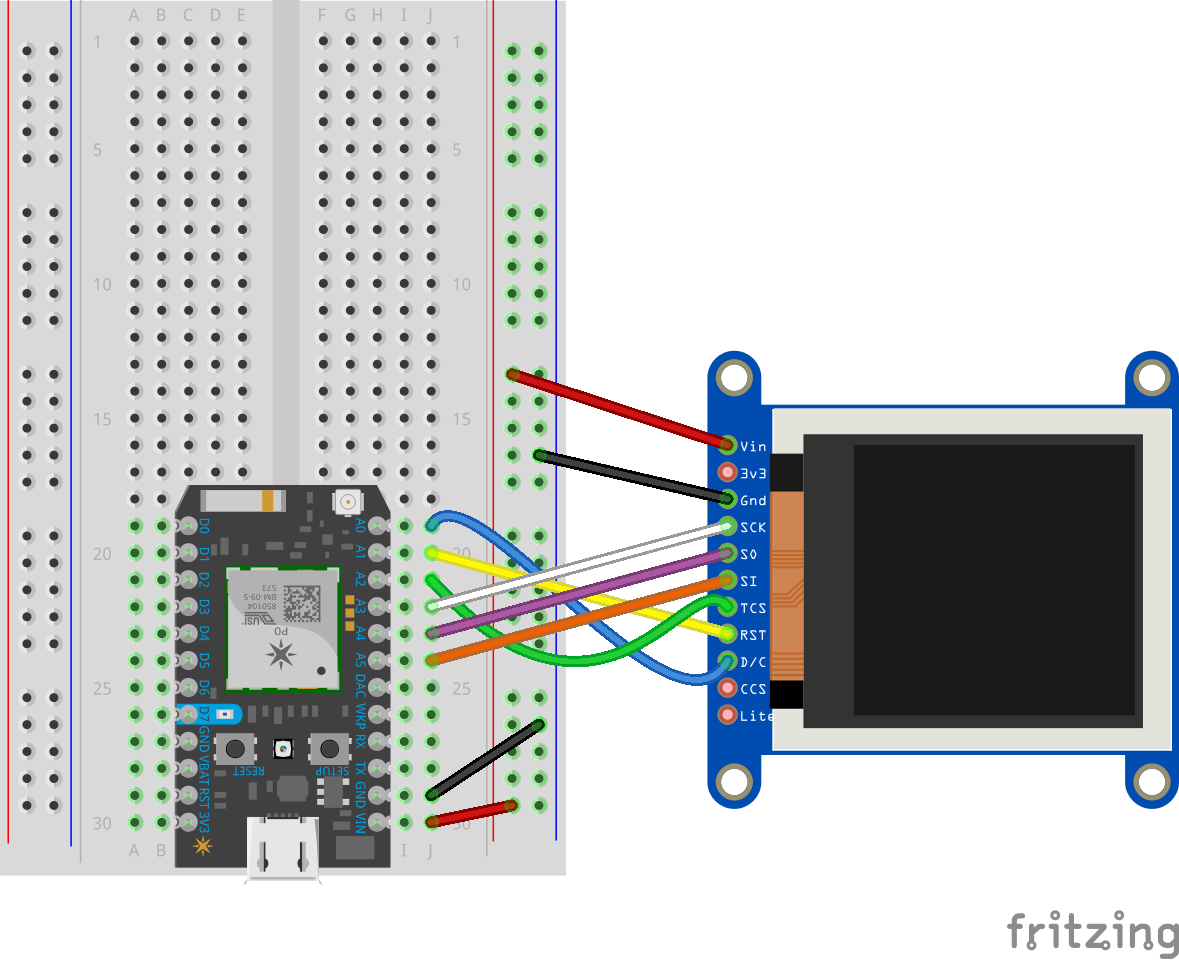 A B C D E F G H I J
1 1
5 5
10 10
15 15
20 20
25 25
30 30
A B I J
D0 A0
D1 A1
D2 A2
D3 A3
D4 A4
D5 A5
D6 DAC
D7 WKP
GND RX
VBAT TX
RST GND
3V3 VIN
RESET SETUP
PO
USI
BM-09-S
850104
573
Vin
3v3
Gnd
SCK
SO
SI
TCS
RST
D/C
CCS
Lite
fritzing